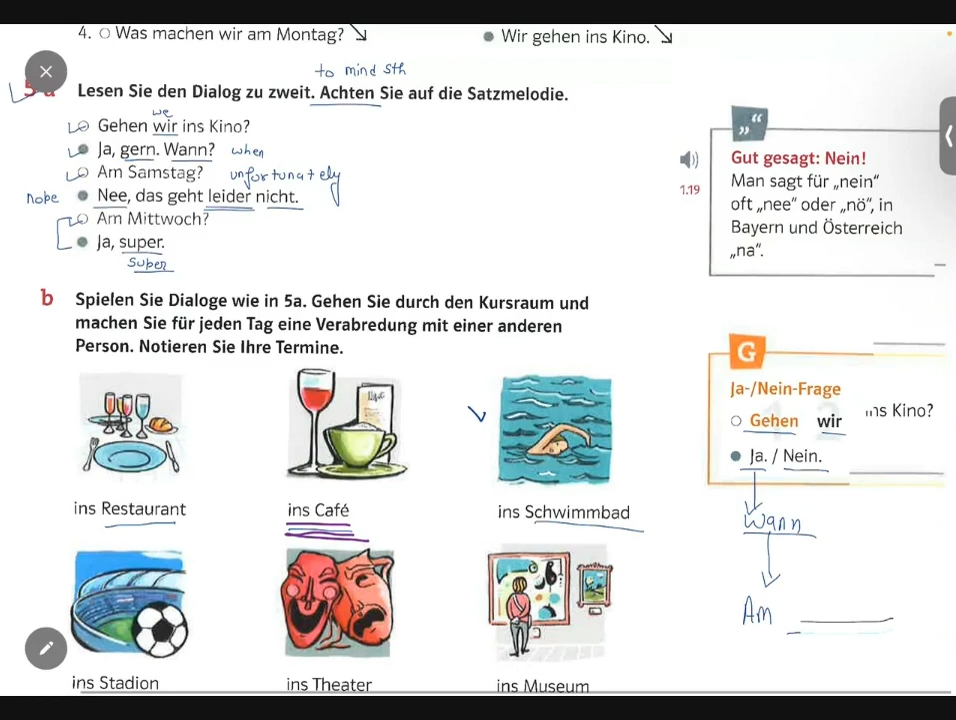 4. ○ Was machen wir am Montag? ↘
● Wir gehen ins Kino. ↘
to mind sth
5 a Lesen Sie den Dialog zu zweit. Achten Sie auf die Satzmelodie.
we
○ Gehen wir ins Kino?
● Ja, gern. Wann? when
○ Am Samstag? unfortunately
nope ● Nee, das geht leider nicht.
○ Am Mittwoch?
● Ja, super.
super
1.19
Gut gesagt: Nein!
Man sagt für „nein“
oft „nee“ oder „nö“, in
Bayern und Österreich
„na“.
b Spielen Sie Dialoge wie in 5a. Gehen Sie durch den Kursraum und
machen Sie für jeden Tag eine Verabredung mit einer anderen
Person. Notieren Sie Ihre Termine.
G
Ja-/Nein-Frage
○ Gehen wir ins Kino?
● Ja. / Nein.
Wann
Am
ins Restaurant
ins Café
ins Schwimmbad
ins Stadion
ins Theater
ins Museum